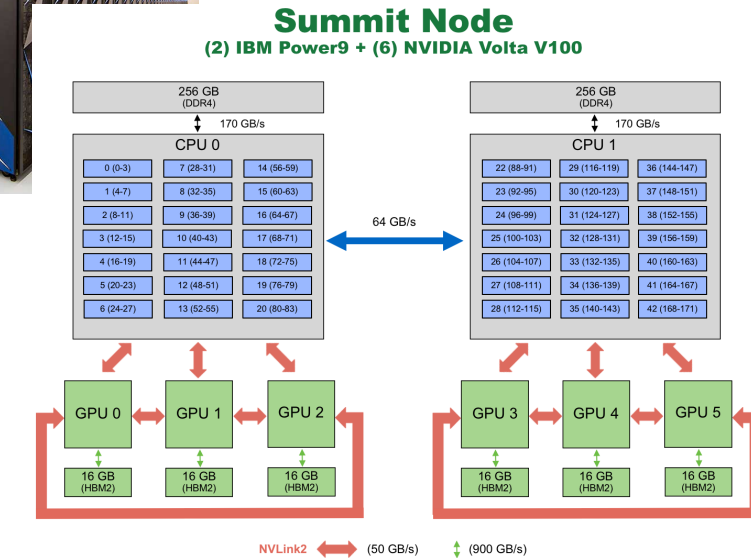 Summit Node
(2) IBM Power9 + (6) NVIDIA Volta V100
256 GB
(DDR4)
170 GB/s
CPU 0
0 (0-3)
7 (28-31)
14 (56-59)
1 (4-7)
8 (32-35)
15 (60-63)
2 (8-11)
9 (36-39)
16 (64-67)
3 (12-15)
10 (40-43)
17 (68-71)
4 (16-19)
11 (44-47)
18 (72-75)
5 (20-23)
12 (48-51)
19 (76-79)
6 (24-27)
13 (52-55)
20 (80-83)
64 GB/s
256 GB
(DDR4)
170 GB/s
CPU 1
22 (88-91)
29 (116-119)
36 (144-147)
23 (92-95)
30 (120-123)
37 (148-151)
24 (96-99)
31 (124-127)
38 (152-155)
25 (100-103)
32 (128-131)
39 (156-159)
26 (104-107)
33 (132-135)
40 (160-163)
27 (108-111)
34 (136-139)
41 (164-167)
28 (112-115)
35 (140-143)
42 (168-171)
GPU 0
GPU 1
GPU 2
16 GB
(HBM2)
16 GB
(HBM2)
16 GB
(HBM2)
GPU 3
GPU 4
GPU 5
16 GB
(HBM2)
16 GB
(HBM2)
16 GB
(HBM2)
NVLink2
(50 GB/s)
(900 GB/s)